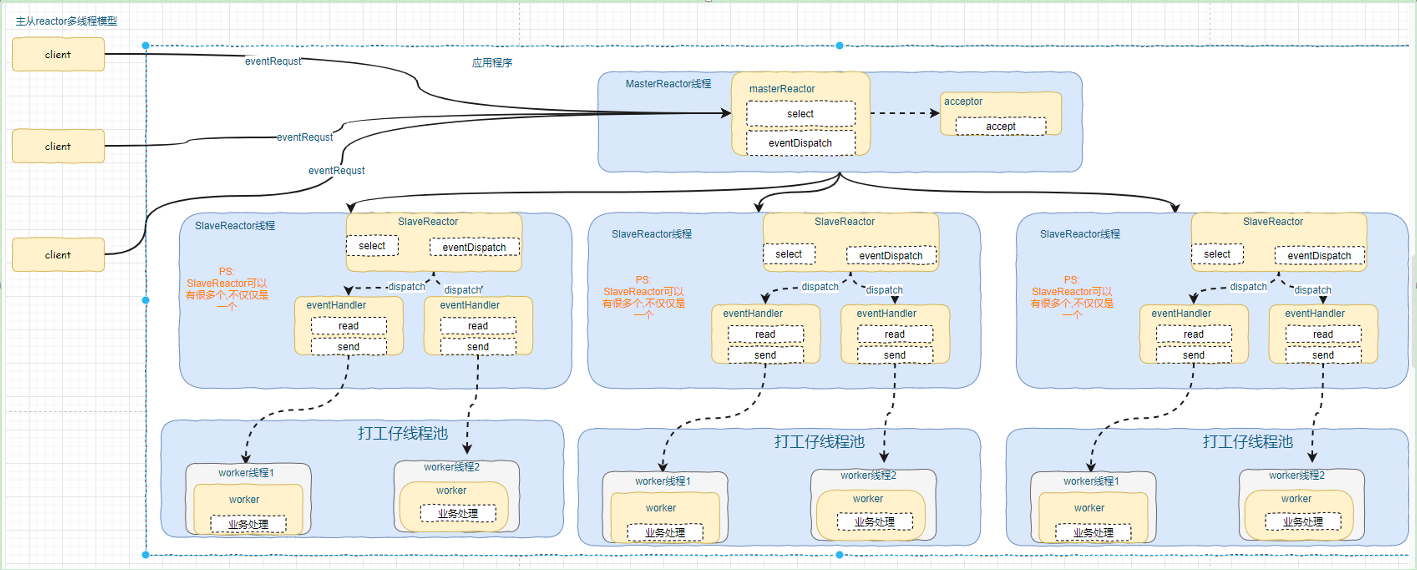 主从reactor多线程模型
client
eventRequst
应用程序
client
eventRequst
client
eventRequst
MasterReactor线程
masterReactor
select
eventDispatch
acceptor
accept
SlaveReactor线程
SlaveReactor
select
eventDispatch
PS:
SlaveReactor可以
有很多个,不仅仅是
一个
dispatch
dispatch
eventHandler
read
send
eventHandler
read
send
SlaveReactor线程
SlaveReactor
select
eventDispatch
PS:
SlaveReactor可以
有很多个,不仅仅是
一个
dispatch
dispatch
eventHandler
read
send
eventHandler
read
send
SlaveReactor线程
SlaveReactor
select
eventDispatch
PS:
SlaveReactor可以
有很多个,不仅仅是
一个
dispatch
dispatch
eventHandler
read
send
eventHandler
read
send
打工仔线程池
worker线程1
worker
业务处理
worker线程2
worker
业务处理
打工仔线程池
worker线程1
worker
业务处理
worker线程2
worker
业务处理
打工仔线程池
worker线程1
worker
业务处理
worker线程2
worker
业务处理